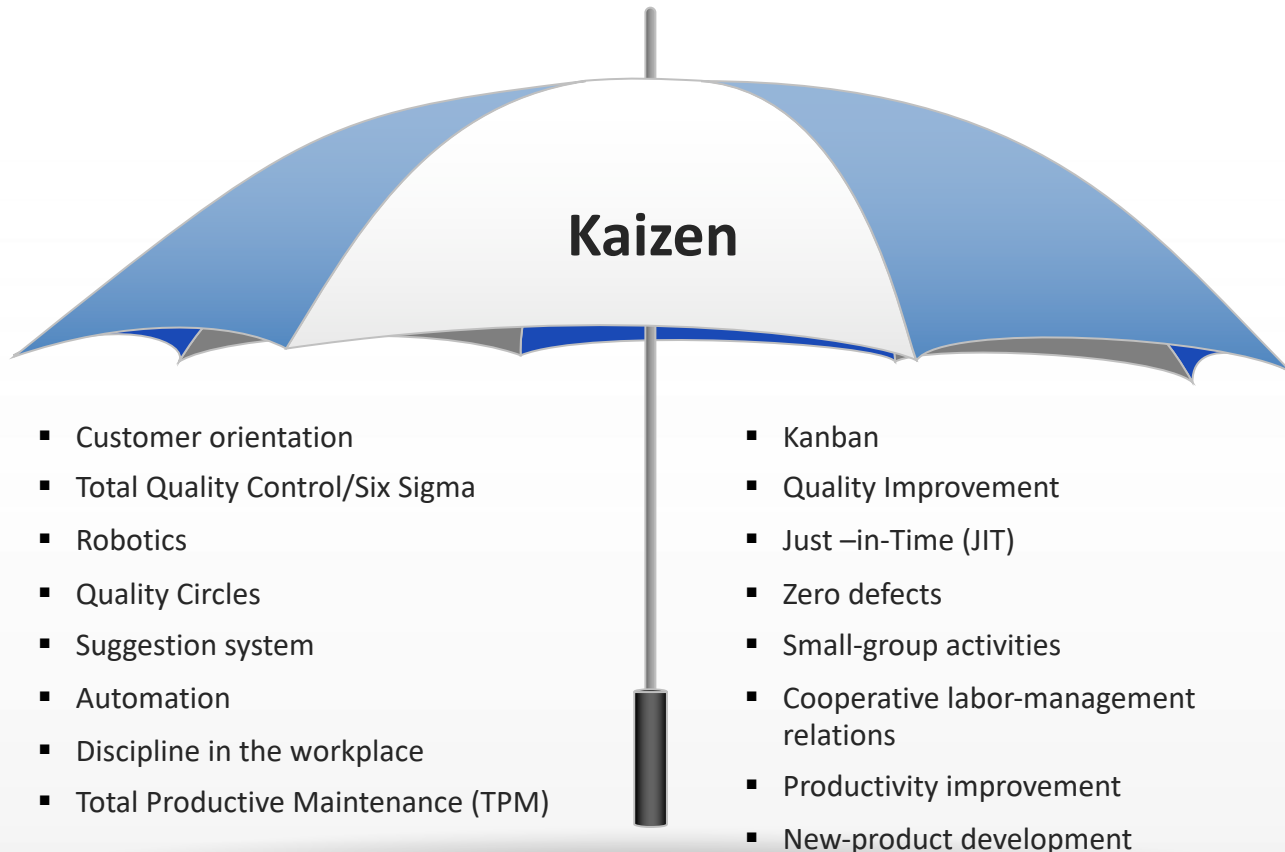 Kaizen
▪ Customer orientation
▪ Total Quality Control/Six Sigma
▪ Robotics
▪ Quality Circles
▪ Suggestion system
▪ Automation
▪ Discipline in the workplace
▪ Total Productive Maintenance (TPM)
▪ Kanban
▪ Quality Improvement
▪ Just –in-Time (JIT)
▪ Zero defects
▪ Small-group activities
▪ Cooperative labor-management
relations
▪ Productivity improvement
▪ New-product development